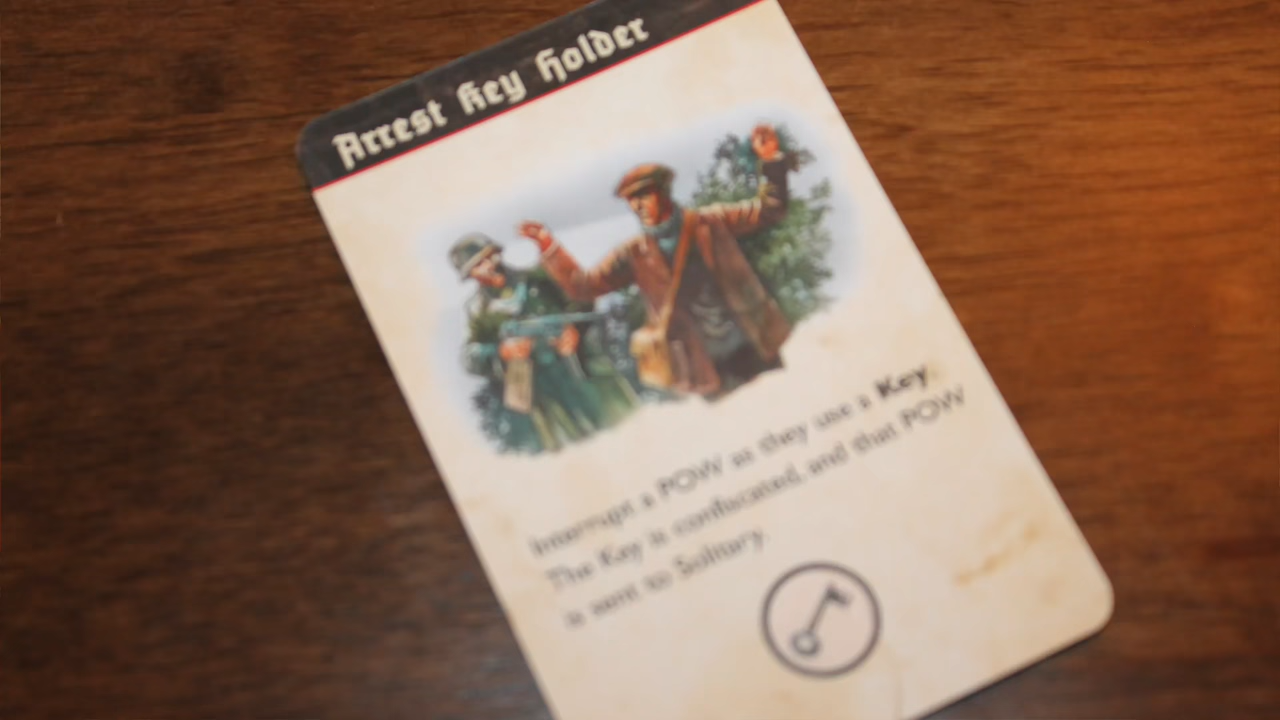 Arrest Key Holder
Interrupt a POW as they use a Key.
The Key is confiscated, and that POW
is sent to Solitary.